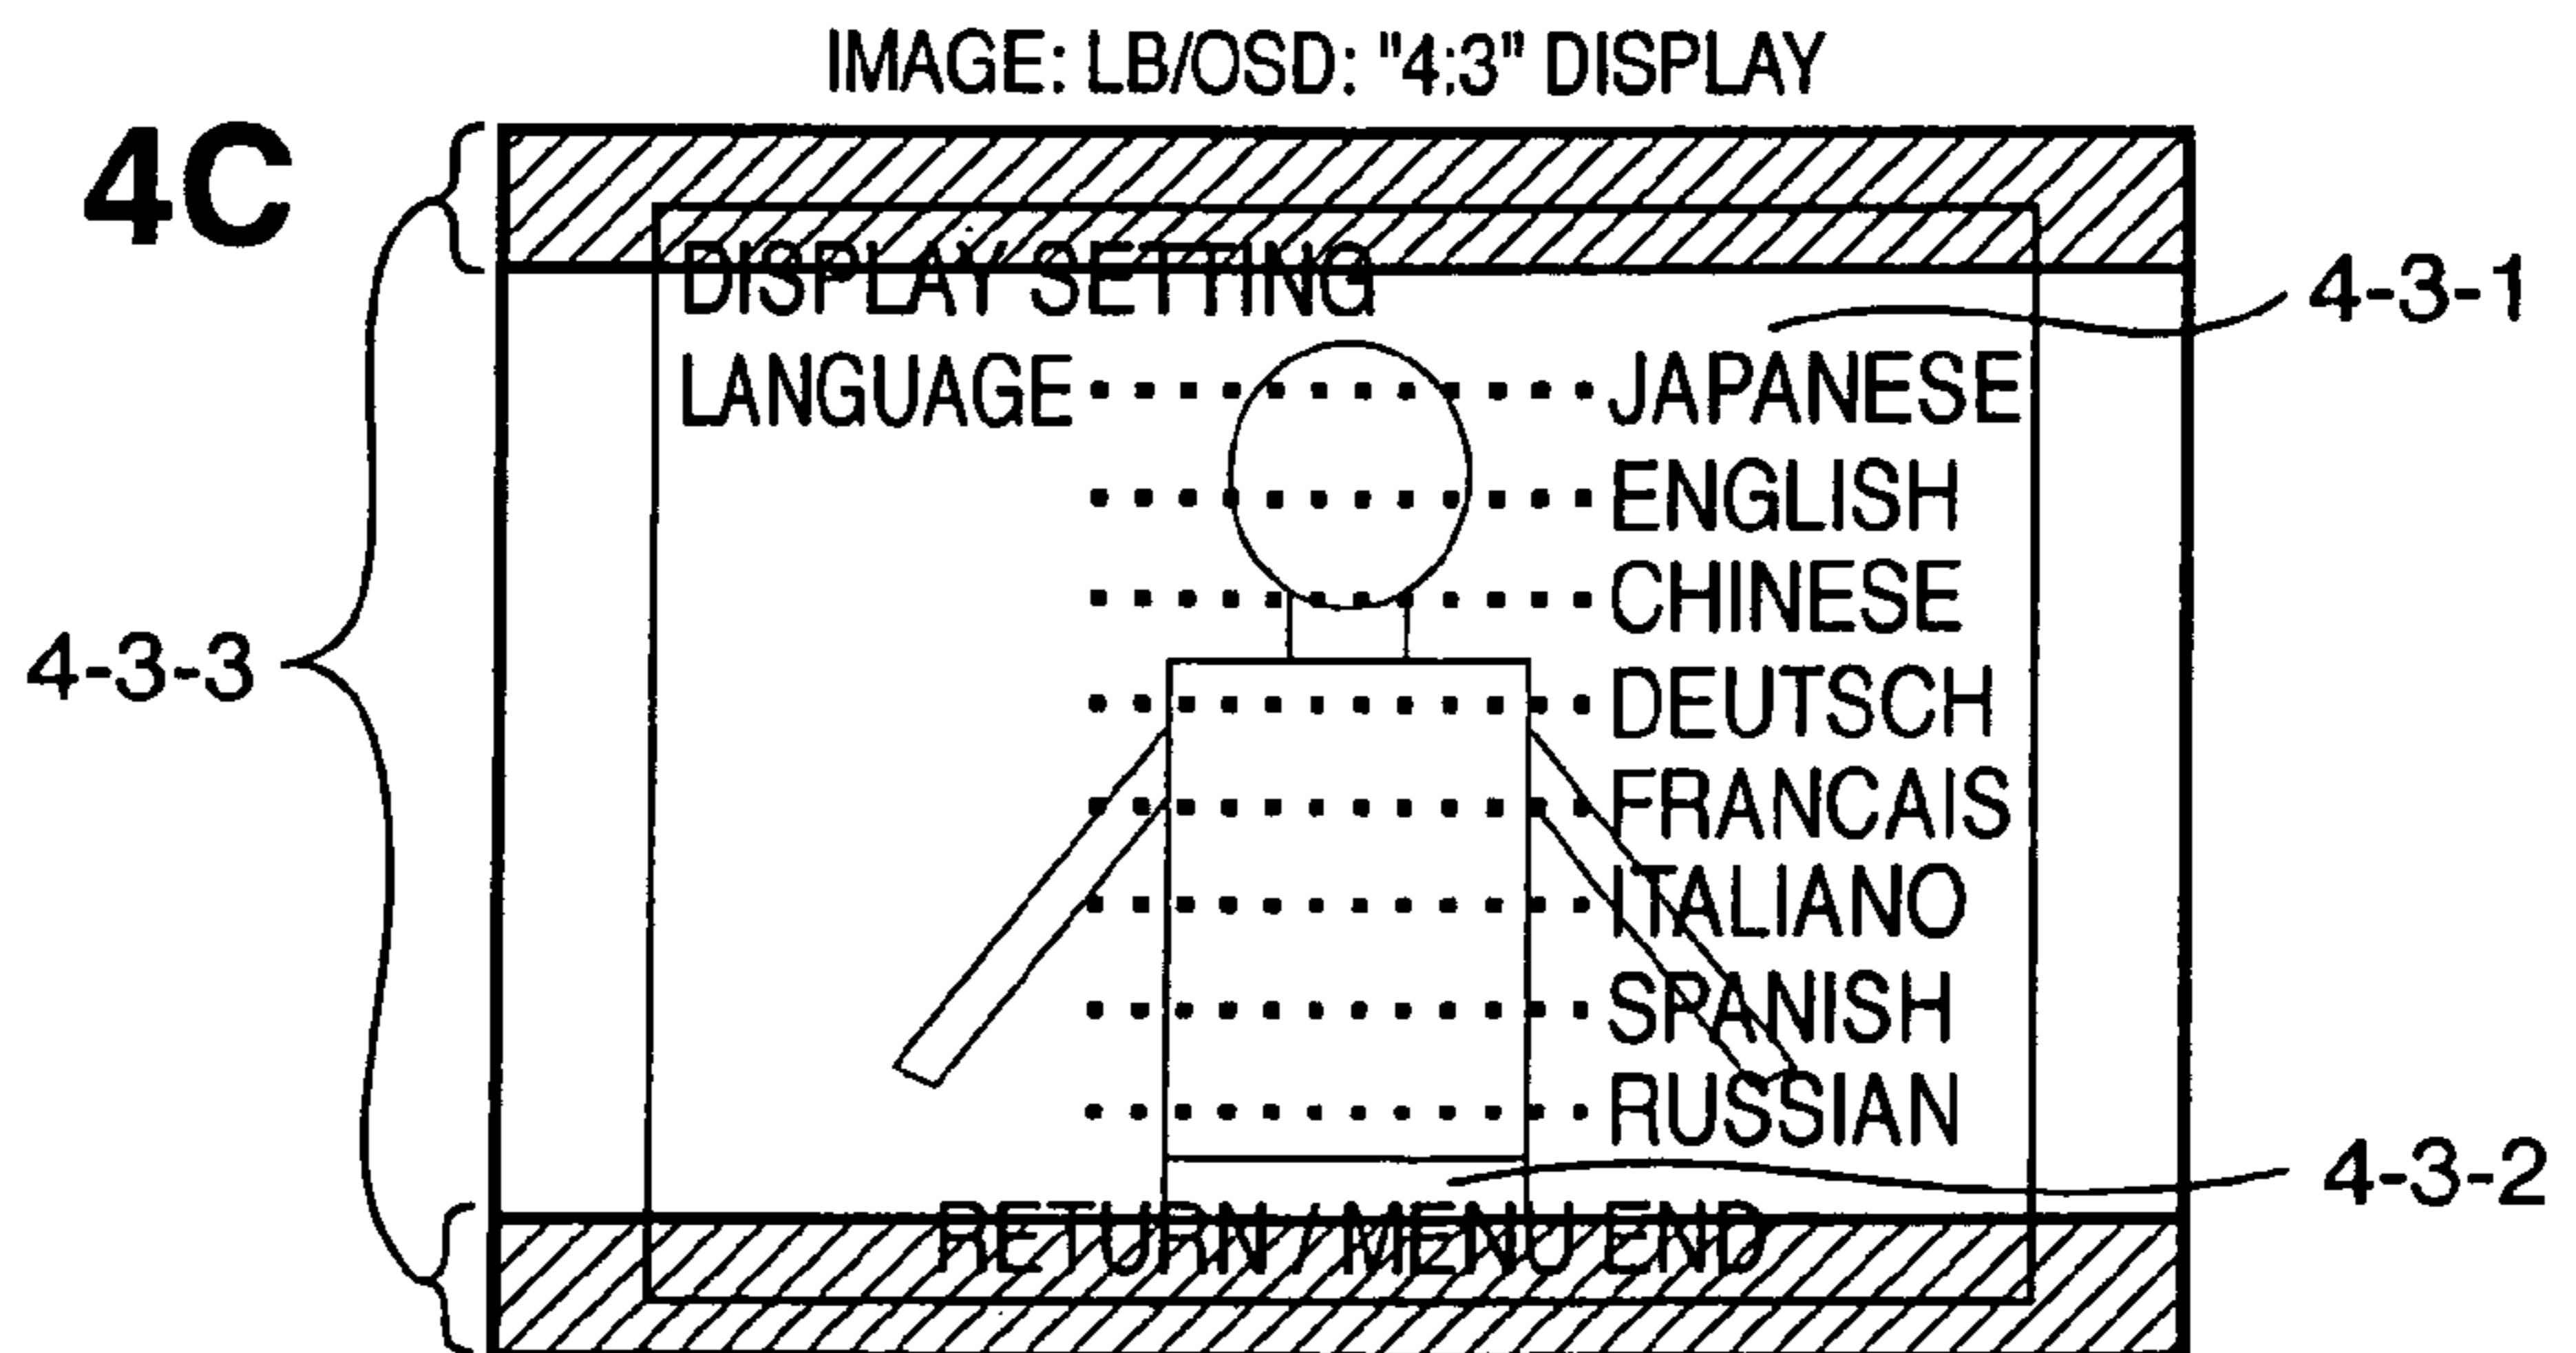 IMAGE: LB/OSD: "4:3" DISPLAY
4C
DISPLAY SETTING
4-3-1
LANGUAGE ............ JAPANESE
............ ENGLISH
............ CHINESE
4-3-3
............ DEUTSCH
............ FRANCAIS
............ ITALIANO
............ SPANISH
............ RUSSIAN
4-3-2
RETURN / MENU END